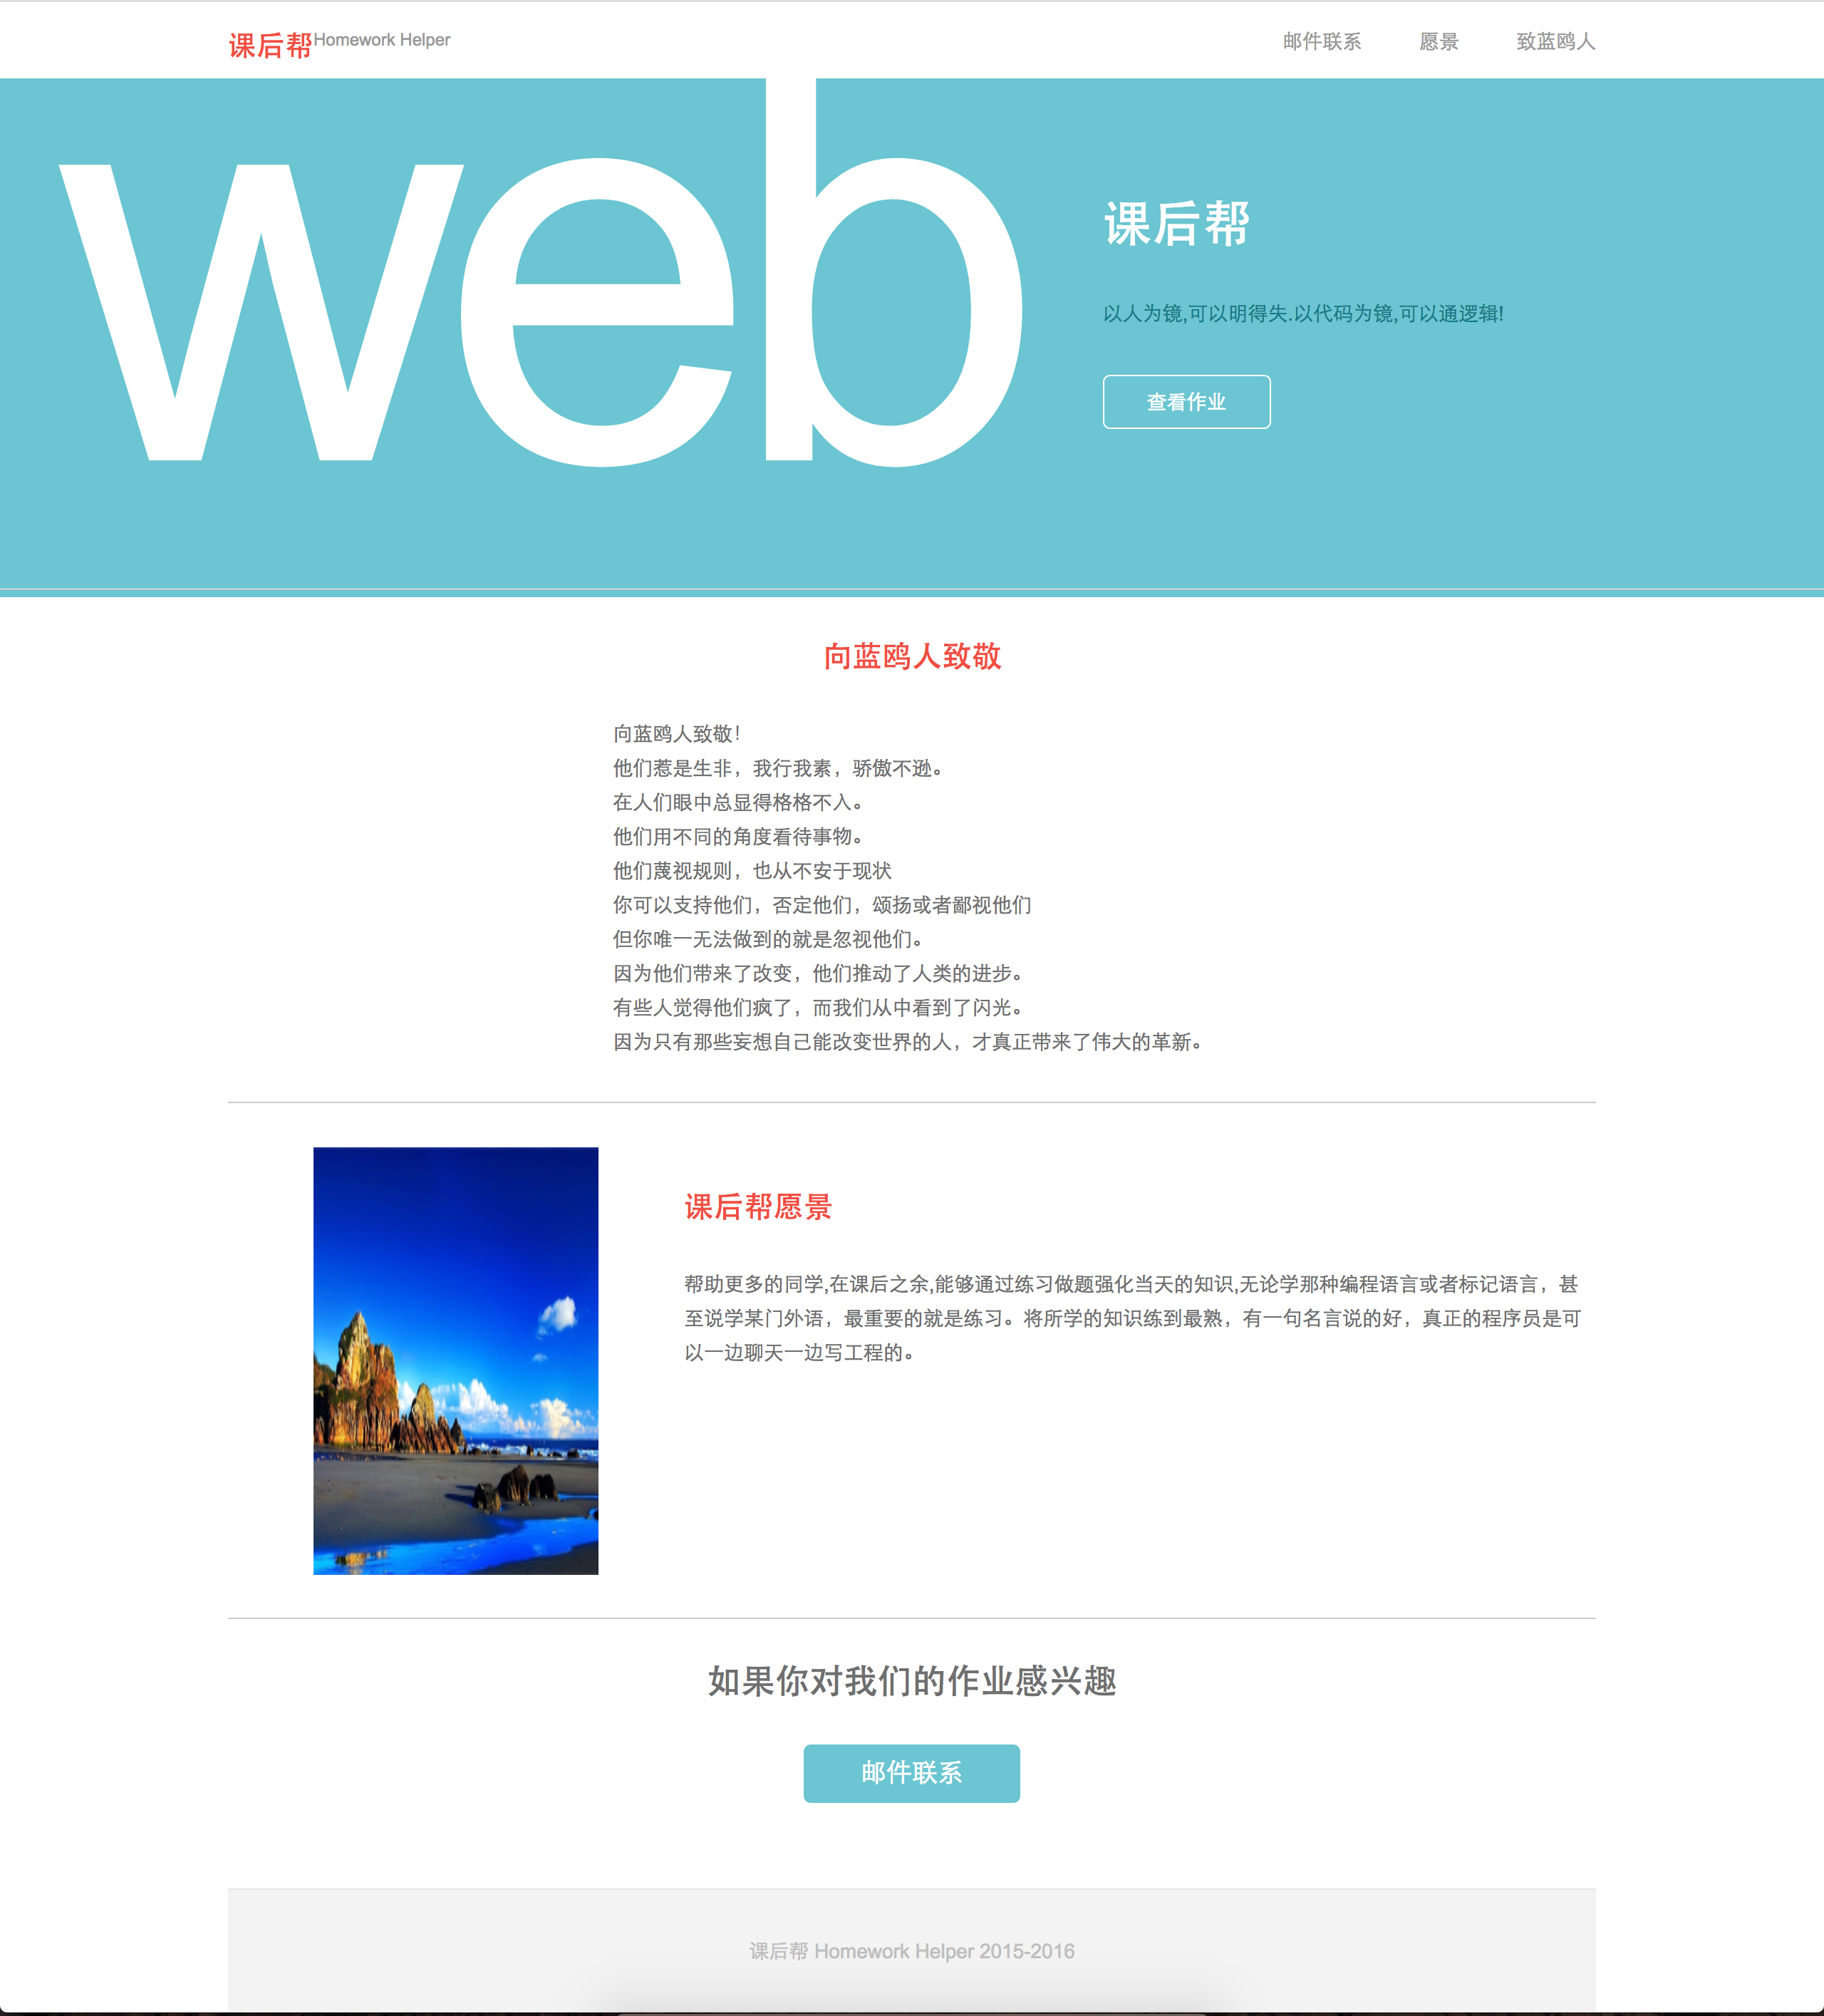 课后帮Homework Helper
邮件联系 愿景 致蓝鸥人
web
课后帮
以人为镜,可以明得失.以代码为镜,可以通逻辑!
查看作业
向蓝鸥人致敬
向蓝鸥人致敬！
他们惹是生非，我行我素，骄傲不逊。
在人们眼中总显得格格不入。
他们用不同的角度看待事物。
他们蔑视规则，也从不安于现状
你可以支持他们，否定他们，颂扬或者鄙视他们
但你唯一无法做到的就是忽视他们。
因为他们带来了改变，他们推动了人类的进步。
有些人觉得他们疯了，而我们从中看到了闪光。
因为只有那些妄想自己能改变世界的人，才真正带来了伟大的革新。
课后帮愿景
帮助更多的同学,在课后之余,能够通过练习做题强化当天的知识,无论学那种编程语言或者标记语言，甚
至说学某门外语，最重要的就是练习。将所学的知识练到最熟，有一句名言说的好，真正的程序员是可
以一边聊天一边写工程的。
如果你对我们的作业感兴趣
邮件联系
课后帮 Homework Helper 2015-2016